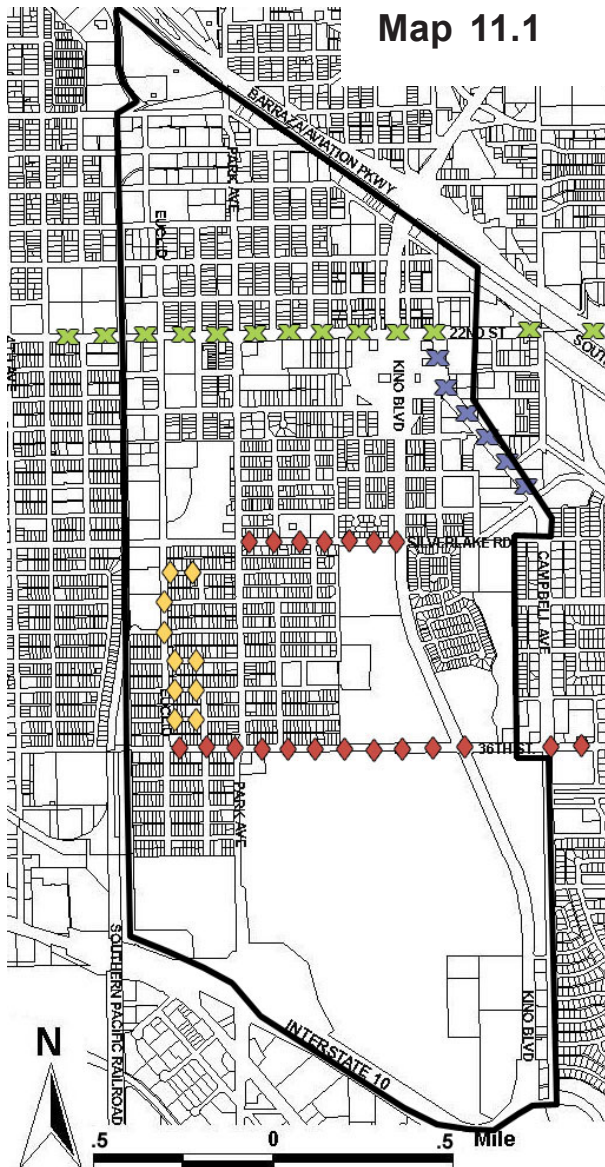 Map 11.1
BARRAZA/AVIATION PKWY
PARK AVE
EUCLID
22ND ST
4TH AVE
SOUTH
KINO BLVD
SILVERLAKE RD
CAMPBELL AVE
EUCLID
36TH ST.
PARK AVE
SOUTHERN PACIFIC RAILROAD
KINO BLVD
INTERSTATE 10
N
.5 0 .5 Mile